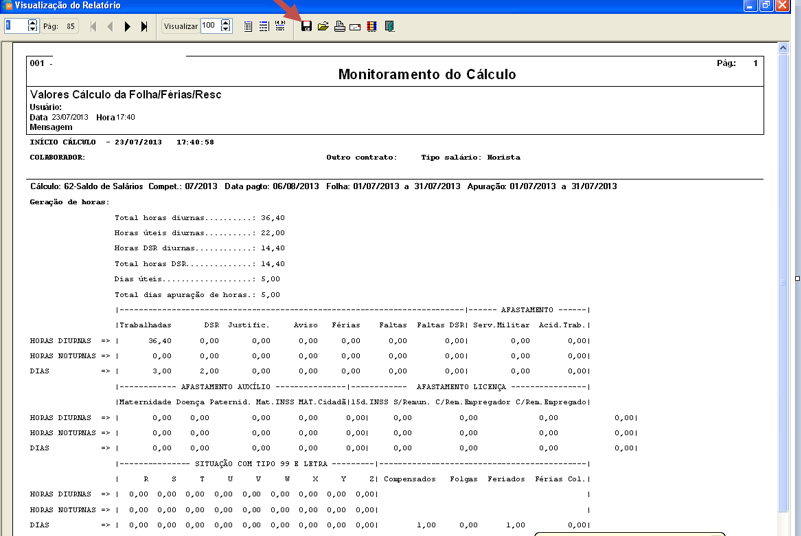 Visualização do Relatório
1 Pág: 85 Visualizar 100
001 -
Pág.: 1
Monitoramento do Cálculo
Valores Cálculo da Folha/Férias/Resc
Usuário:
Data 23/07/2013 Hora 17:40
Mensagem
INÍCIO CÁLCULO - 23/07/2013 17:40:58
COLABORADOR: Outro contrato: Tipo salário: Horista
Cálculo: 62-Saldo de Salários Compet.: 07/2013 Data pagto: 06/08/2013 Folha: 01/07/2013 a 31/07/2013 Apuração: 01/07/2013 a 31/07/2013
Geração de horas:
Total horas diurnas..........: 36,40
Horas úteis diurnas..........: 22,00
Horas DSR diurnas............: 14,40
Total horas DSR..............: 14,40
Dias úteis...................: 5,00
Total dias apuração de horas.: 5,00
|--------------------------------------------------------------------------|------ AFASTAMENTO ------|
|Trabalhadas DSR Justific. Aviso Férias Faltas Faltas DSR| Serv.Militar Acid.Trab.|
HORAS DIURNAS => | 36,40 0,00 0,00 0,00 0,00 0,00 0,00| 0,00 0,00|
HORAS NOTURNAS => | 0,00 0,00 0,00 0,00 0,00 0,00 0,00| 0,00 0,00|
DIAS => | 3,00 2,00 0,00 0,00 0,00 0,00 0,00| 0,00 0,00|
|------------ AFASTAMENTO AUXÍLIO ---------------|------------ AFASTAMENTO LICENÇA ----------------|
|Maternidade Doença Paternid. Mat.INSS MAT.Cidadã|15d.INSS S/Remun. C/Rem.Empregador C/Rem.Empregado|
HORAS DIURNAS => | 0,00 0,00 0,00 0,00 0,00| 0,00 0,00 0,00 0,00|
HORAS NOTURNAS => | 0,00 0,00 0,00 0,00 0,00| 0,00 0,00 0,00 0,00|
DIAS => | 0,00 0,00 0,00 0,00 0,00| 0,00 0,00 0,00 0,00|
|--------------- SITUAÇÃO COM TIPO 99 E LETRA ---------|--------------------------------------------|
R S T U V W X Y Z| Compensados Folgas Feriados Férias Col.|
HORAS DIURNAS => | 0,00 0,00 0,00 0,00 0,00 0,00 0,00 0,00 0,00| |
HORAS NOTURNAS => | 0,00 0,00 0,00 0,00 0,00 0,00 0,00 0,00 0,00| |
DIAS => | 0,00 0,00 0,00 0,00 0,00 0,00 0,00 0,00 0,00| 1,00 0,00 1,00 0,00|